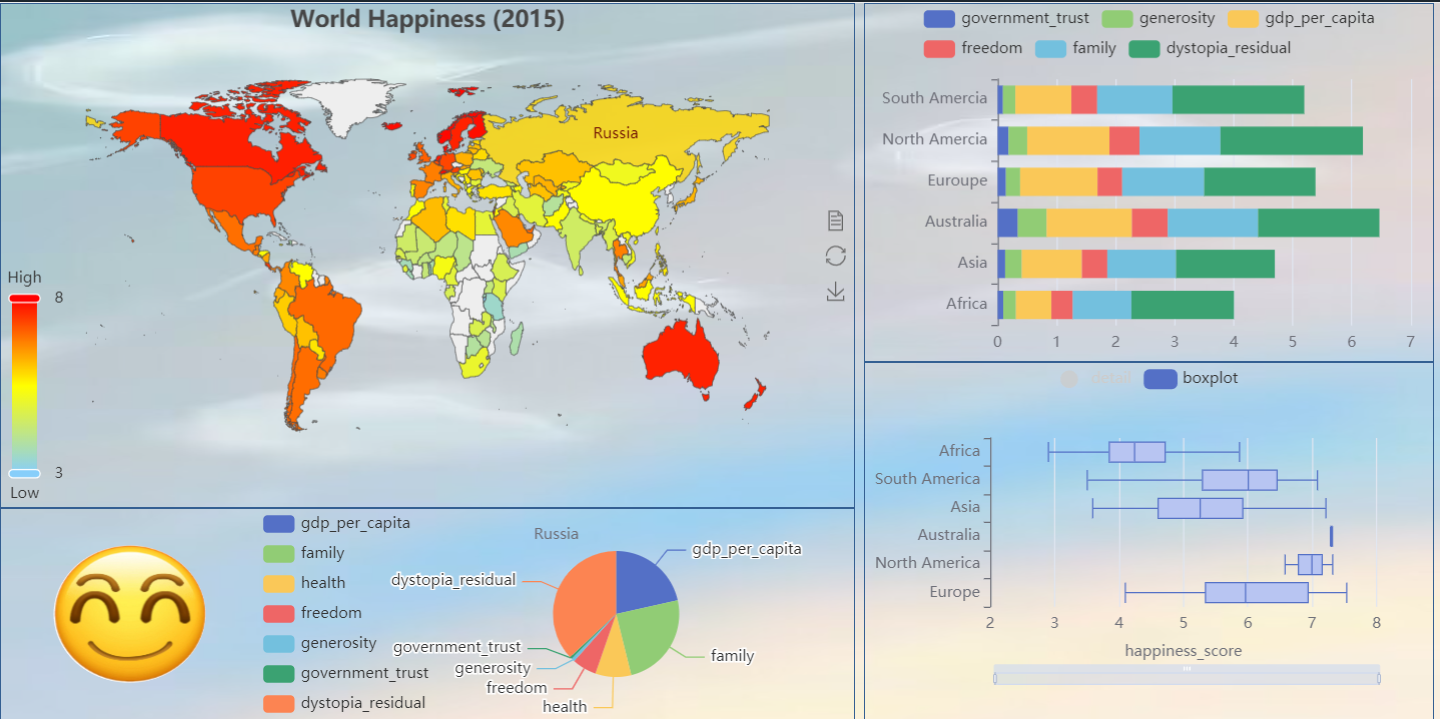 World Happiness (2015)
Russia
High
8
3
Low
government_trust generosity gdp_per_capita
freedom family dystopia_residual
South Amercia
North Amercia
Euroupe
Australia
Asia
Africa
0 1 2 3 4 5 6 7
detail boxplot
Africa
South America
Asia
Australia
North America
Europe
2 3 4 5 6 7 8
happiness_score
gdp_per_capita
family
health
freedom
generosity
government_trust
dystopia_residual
Russia
gdp_per_capita
dystopia_residual
government_trust
generosity
family
freedom
health